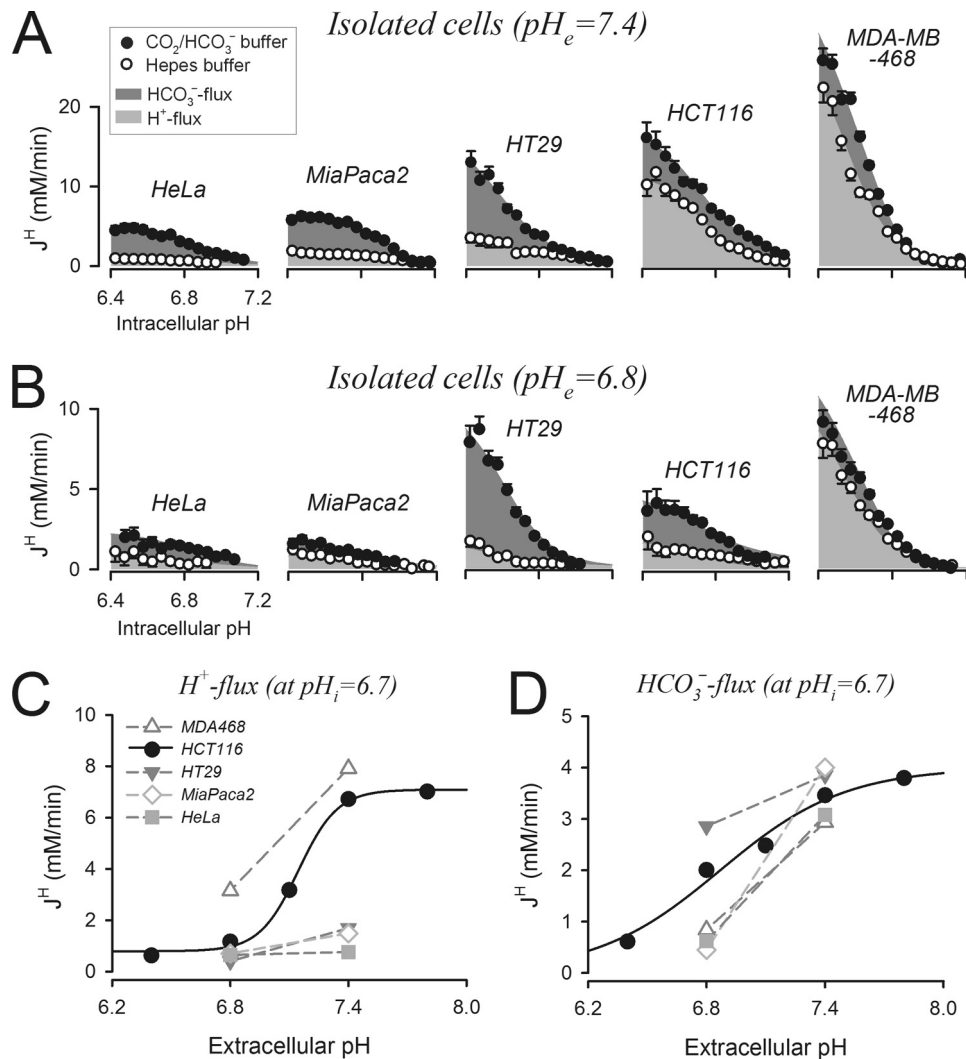 A
Isolated cells (pHe=7.4)
CO2/HCO3− buffer
Hepes buffer
HCO3−-flux
H+-flux
HeLa
MiaPaca2
HT29
HCT116
MDA-MB
-468
JH (mM/min)
20
10
0
6.4 6.8 7.2
Intracellular pH
B
Isolated cells (pHe=6.8)
HeLa
MiaPaca2
HT29
HCT116
MDA-MB
-468
JH (mM/min)
10
5
0
6.4 6.8 7.2
Intracellular pH
C
H+-flux (at pHi=6.7)
MDA468
HCT116
HT29
MiaPaca2
HeLa
JH (mM/min)
10
8
6
4
2
0
6.2 6.8 7.4 8.0
Extracellular pH
D
HCO3−-flux (at pHi=6.7)
JH (mM/min)
5
4
3
2
1
0
6.2 6.8 7.4 8.0
Extracellular pH